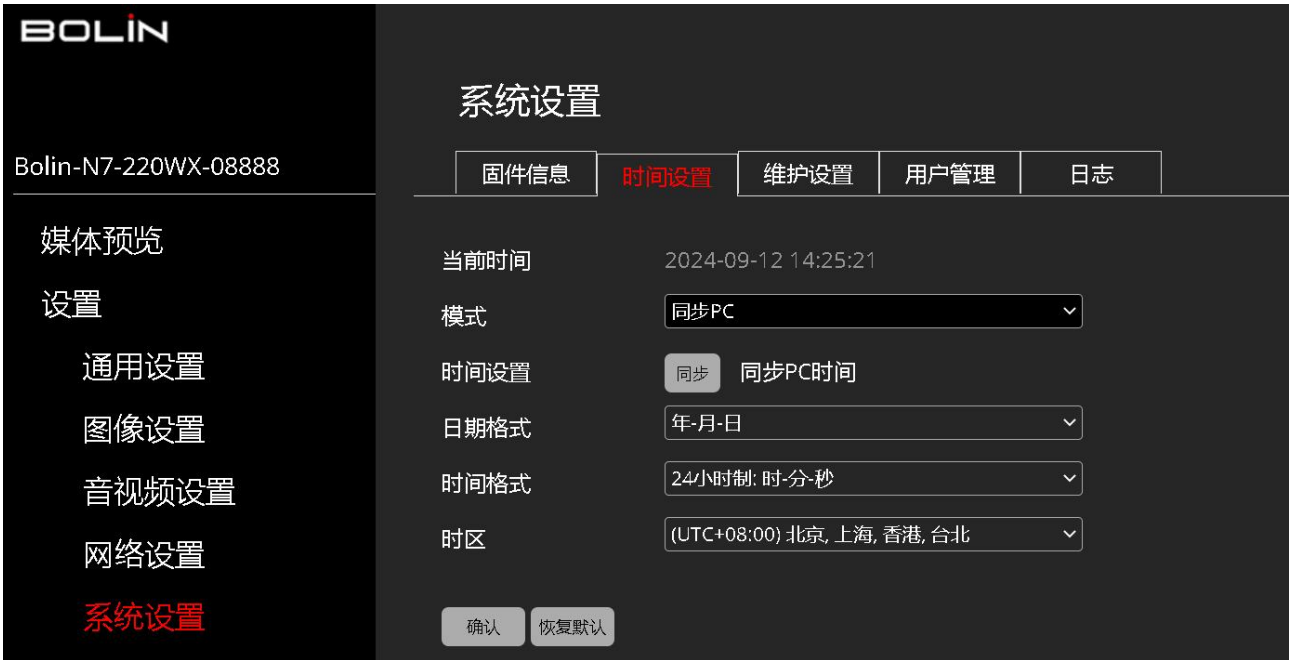 BOLIN
系统设置
Bolin-N7-220WX-08888
固件信息 时间设置 维护设置 用户管理 日志
媒体预览
设置
通用设置
图像设置
音视频设置
网络设置
系统设置
当前时间 2024-09-12 14:25:21
模式 同步PC
时间设置 同步 同步PC时间
日期格式 年-月-日
时间格式 24小时制: 时-分-秒
时区 (UTC+08:00) 北京, 上海, 香港, 台北
确认 恢复默认